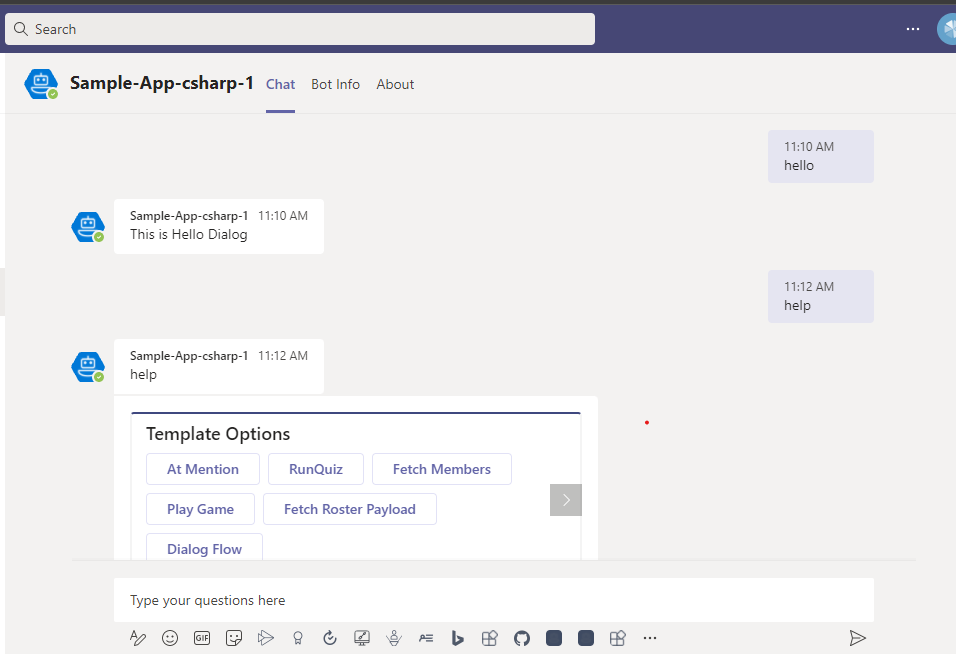 Search
Sample-App-csharp-1 Chat Bot Info About
11:10 AM
hello
Sample-App-csharp-1 11:10 AM
This is Hello Dialog
11:12 AM
help
Sample-App-csharp-1 11:12 AM
help
Template Options
At Mention RunQuiz Fetch Members
Play Game Fetch Roster Payload
Dialog Flow
Type your questions here
GIF